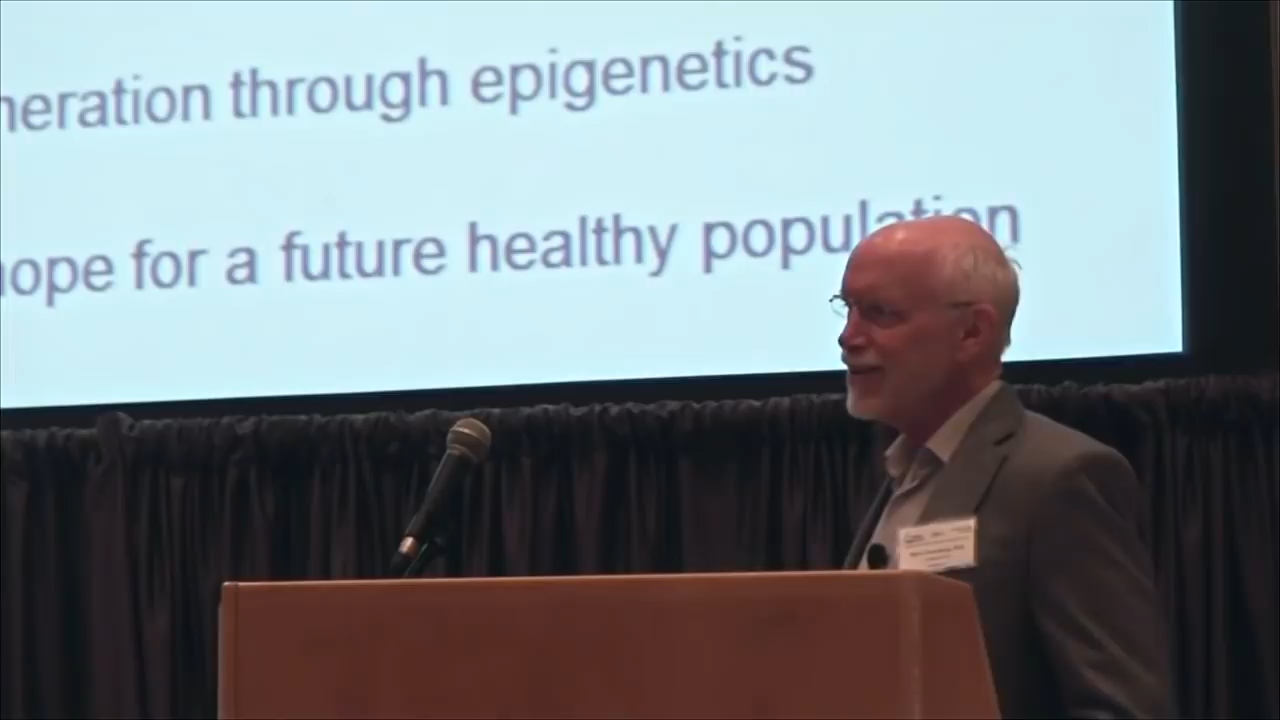 neration through epigenetics
hope for a future healthy population